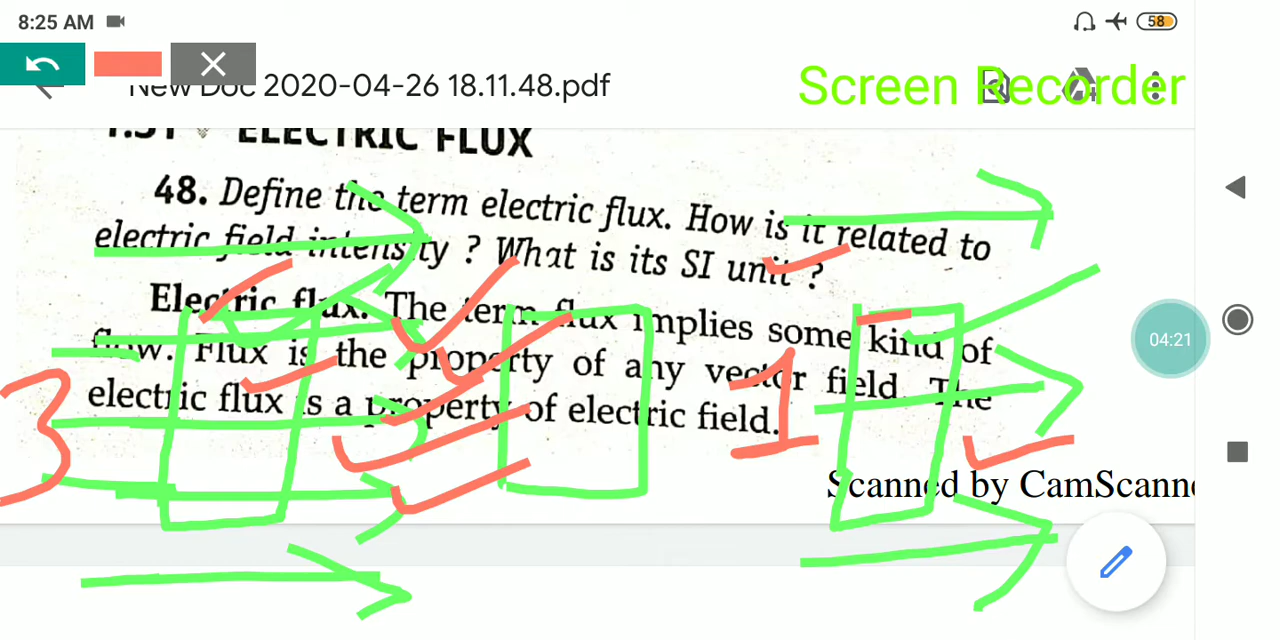 8:25 AM
58
New Doc 2020-04-26 18.11.48.pdf
Screen Recorder
ELECTRIC FLUX
48. Define the term electric flux. How is it related to
electric field intensity ? What is its SI unit ?
Electric flux. The term flux implies some kind of
flow. Flux is the property of any vector field. The
electric flux is a property of electric field.
3
1
04:21
Scanned by CamScanne